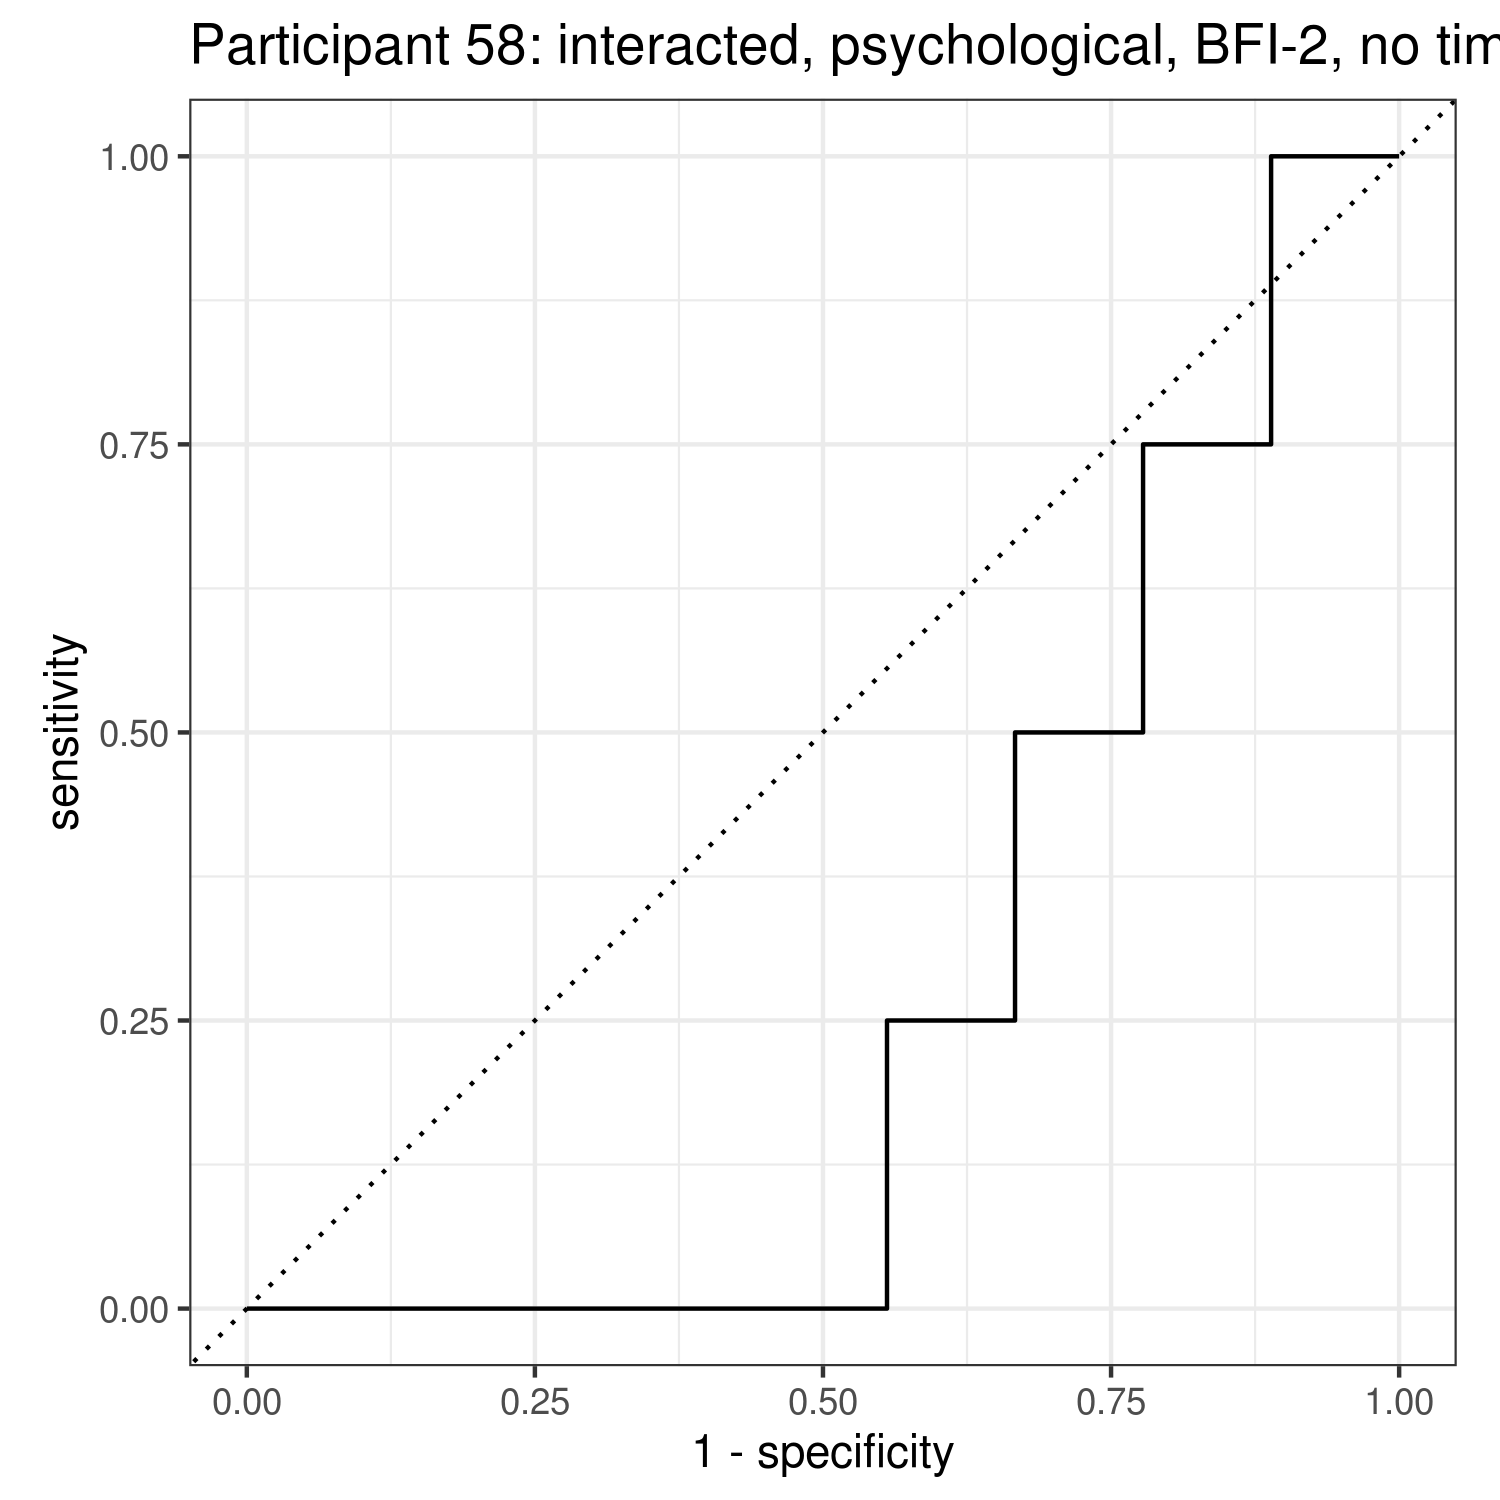 Participant 58: interacted, psychological, BFI-2, no tim
1.00
0.75
0.50
0.25
0.00
sensitivity
0.00 0.25 0.50 0.75 1.00
1 - specificity